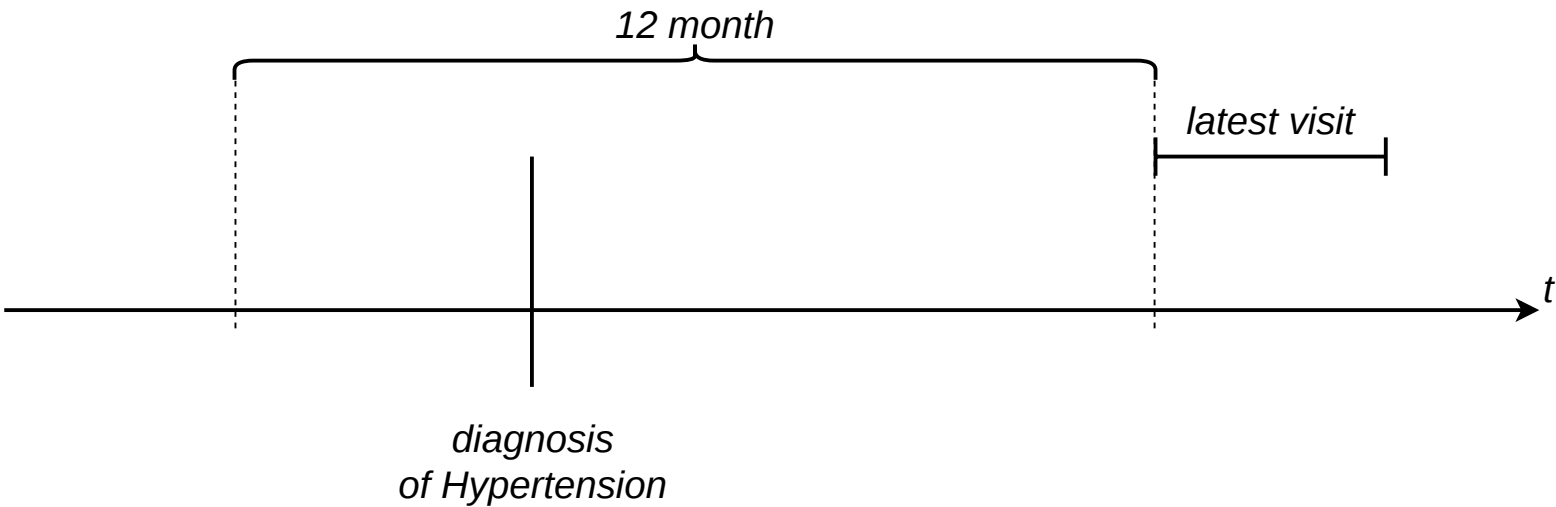 12 month
latest visit
t
diagnosis
of Hypertension